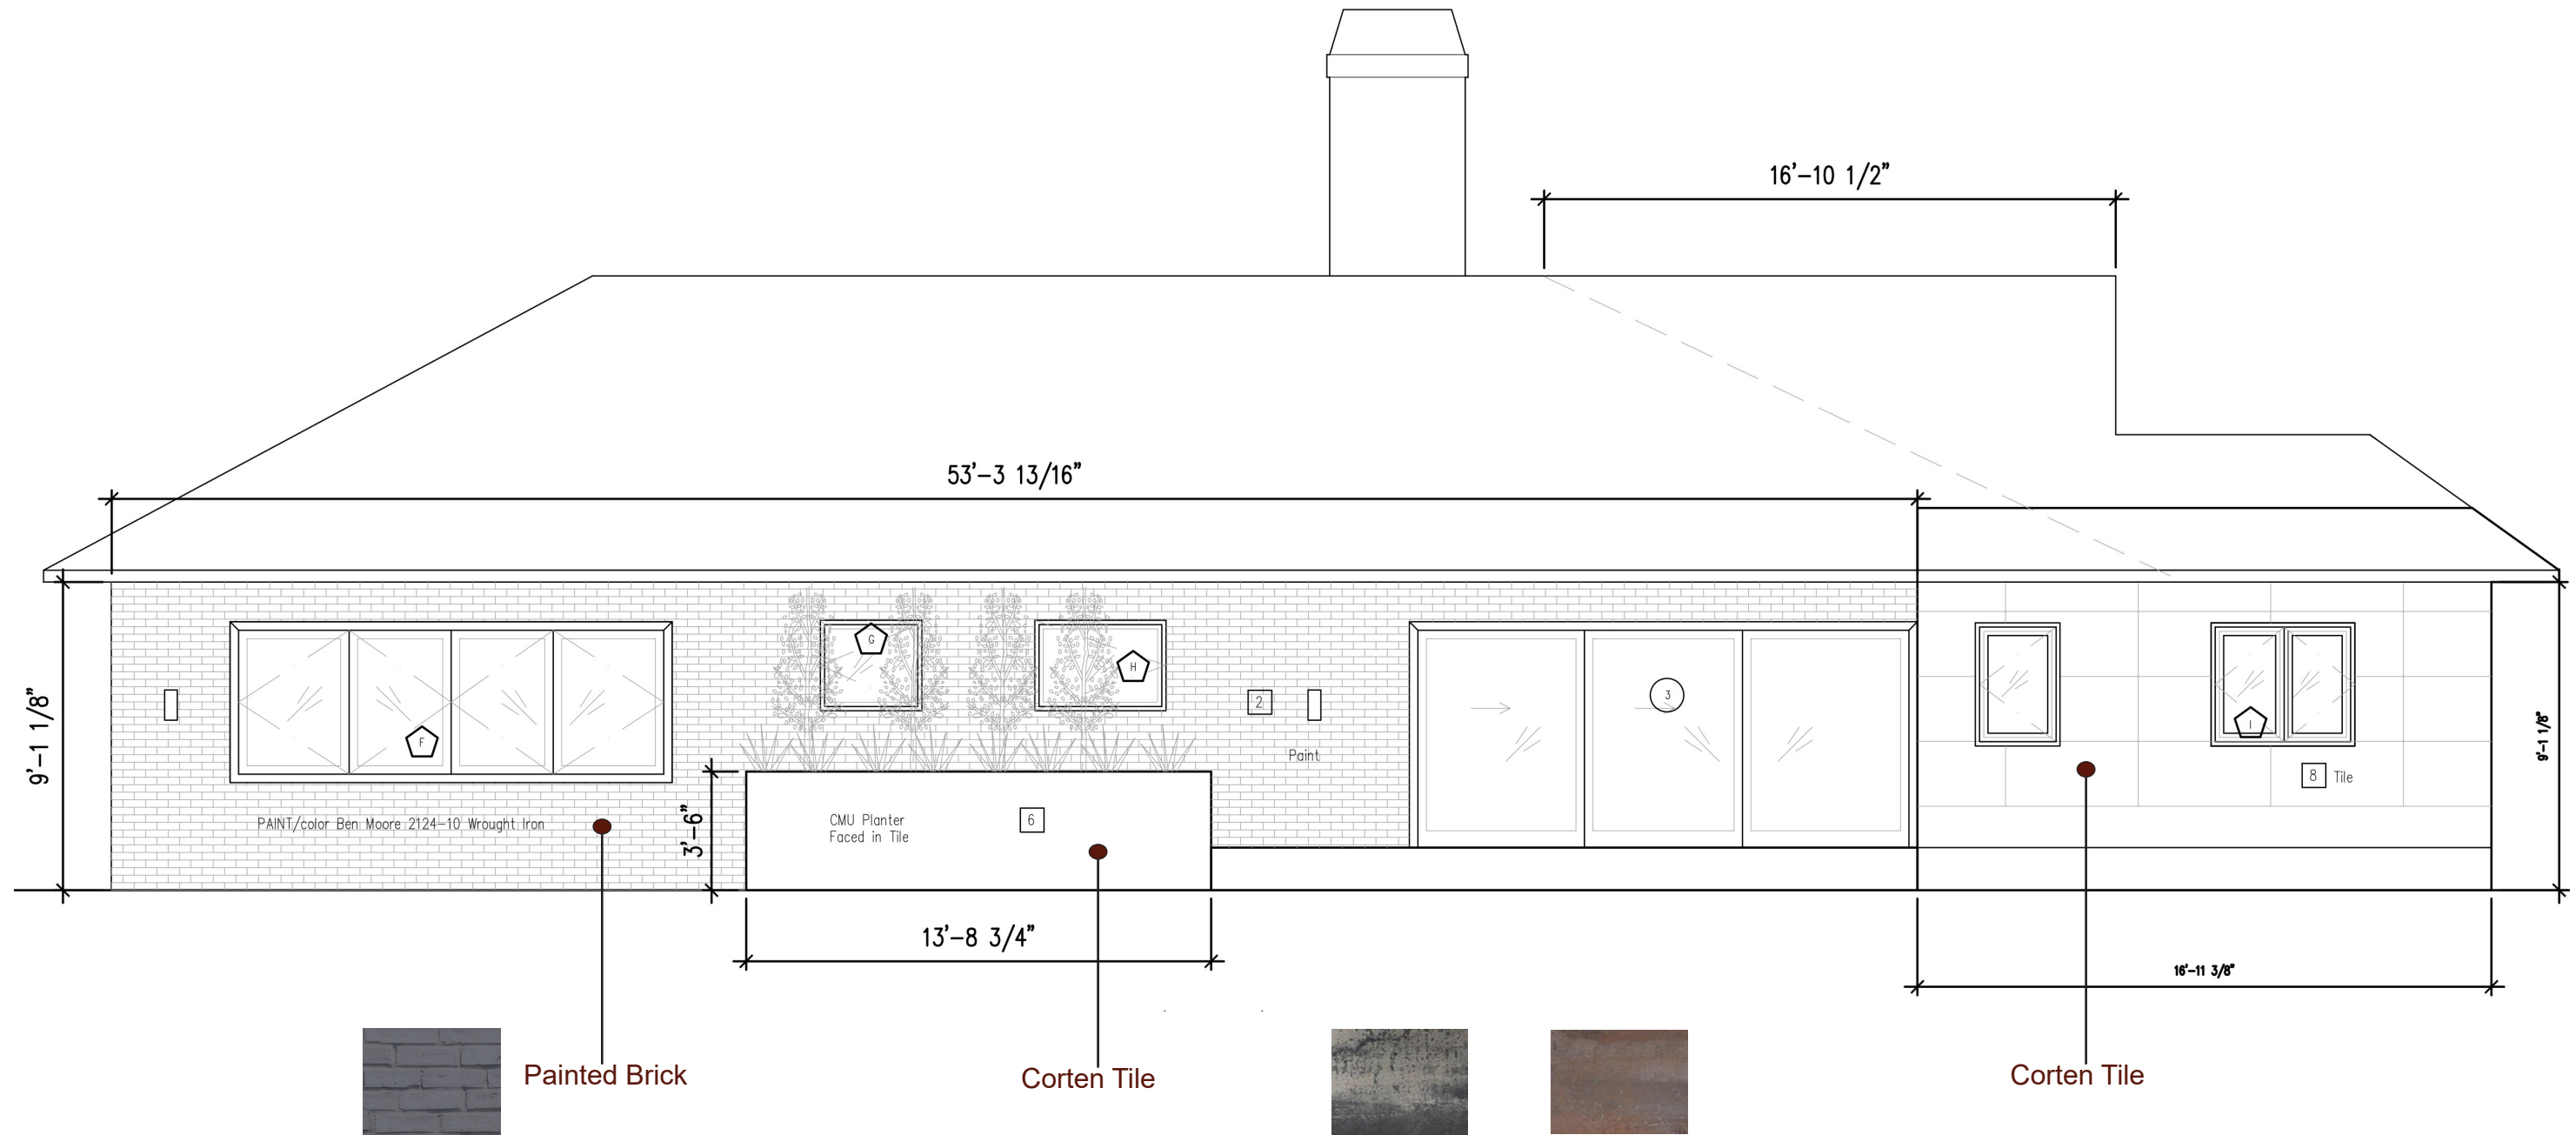 16'-10 1/2"
53'-3 13/16"
9'-1 1/8"
G
H
F
2
3
Paint
I
8 Tile
9'-1 1/8"
PAINT/color Ben Moore 2124-10 Wrought Iron
3'-6"
CMU Planter
Faced in Tile
6
13'-8 3/4"
16'-11 3/8"
Painted Brick
Corten Tile
Corten Tile